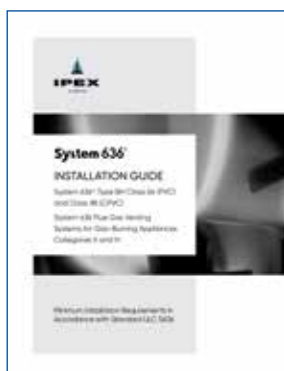 IPEX
System 636®
INSTALLATION GUIDE
System 636® Type BH Class IIA (PVC)
and Class IIB (CPVC)
System 636 Flue Gas Venting
Systems for Gas-Burning Appliances
Categories II and IV
Minimum Installation Requirements in
Accordance with Standard ULC S636